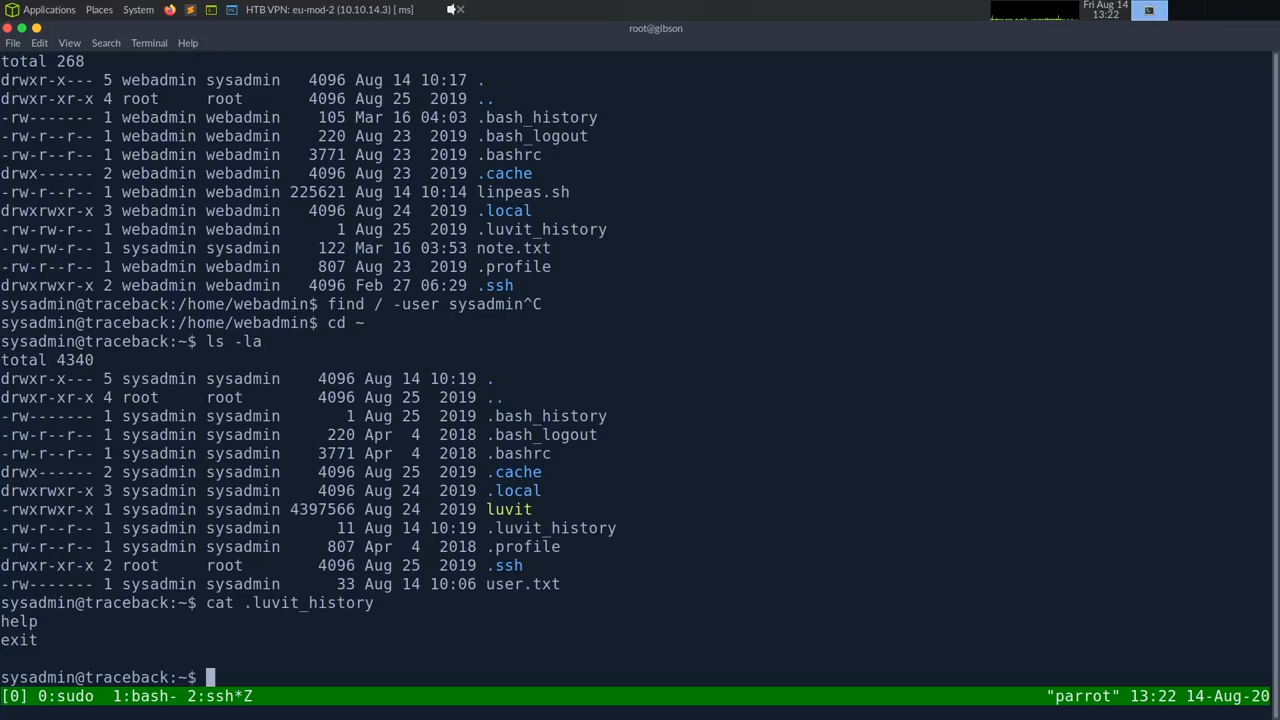 Applications Places System HTB VPN: eu-mod-2 (10.10.14.3) [ ms]
Fri Aug 14
13:22
root@gibson
File Edit View Search Terminal Help
total 268
drwxr-x--- 5 webadmin sysadmin   4096 Aug 14 10:17 .
drwxr-xr-x 4 root     root       4096 Aug 25  2019 ..
-rw------- 1 webadmin webadmin    105 Mar 16 04:03 .bash_history
-rw-r--r-- 1 webadmin webadmin    220 Aug 23  2019 .bash_logout
-rw-r--r-- 1 webadmin webadmin   3771 Aug 23  2019 .bashrc
drwx------ 2 webadmin webadmin   4096 Aug 23  2019 .cache
-rw-r--r-- 1 webadmin webadmin 225621 Aug 14 10:14 linpeas.sh
drwxrwxr-x 3 webadmin webadmin   4096 Aug 24  2019 .local
-rw-rw-r-- 1 webadmin webadmin      1 Aug 25  2019 .luvit_history
-rw-rw-r-- 1 sysadmin sysadmin    122 Mar 16 03:53 note.txt
-rw-r--r-- 1 webadmin webadmin    807 Aug 23  2019 .profile
drwxrwxr-x 2 webadmin webadmin   4096 Feb 27 06:29 .ssh
sysadmin@traceback:/home/webadmin$ find / -user sysadmin^C
sysadmin@traceback:/home/webadmin$ cd ~
sysadmin@traceback:~$ ls -la
total 4340
drwxr-x--- 5 sysadmin sysadmin    4096 Aug 14 10:19 .
drwxr-xr-x 4 root     root        4096 Aug 25  2019 ..
-rw------- 1 sysadmin sysadmin       1 Aug 25  2019 .bash_history
-rw-r--r-- 1 sysadmin sysadmin     220 Apr  4  2018 .bash_logout
-rw-r--r-- 1 sysadmin sysadmin    3771 Apr  4  2018 .bashrc
drwx------ 2 sysadmin sysadmin    4096 Aug 25  2019 .cache
drwxrwxr-x 3 sysadmin sysadmin    4096 Aug 24  2019 .local
-rwxrwxr-x 1 sysadmin sysadmin 4397566 Aug 24  2019 luvit
-rw-r--r-- 1 sysadmin sysadmin      11 Aug 14 10:19 .luvit_history
-rw-r--r-- 1 sysadmin sysadmin     807 Apr  4  2018 .profile
drwxr-xr-x 2 root     root        4096 Aug 25  2019 .ssh
-rw------- 1 sysadmin sysadmin      33 Aug 14 10:06 user.txt
sysadmin@traceback:~$ cat .luvit_history
help
exit
sysadmin@traceback:~$
[0] 0:sudo  1:bash- 2:ssh*Z "parrot" 13:22 14-Aug-20